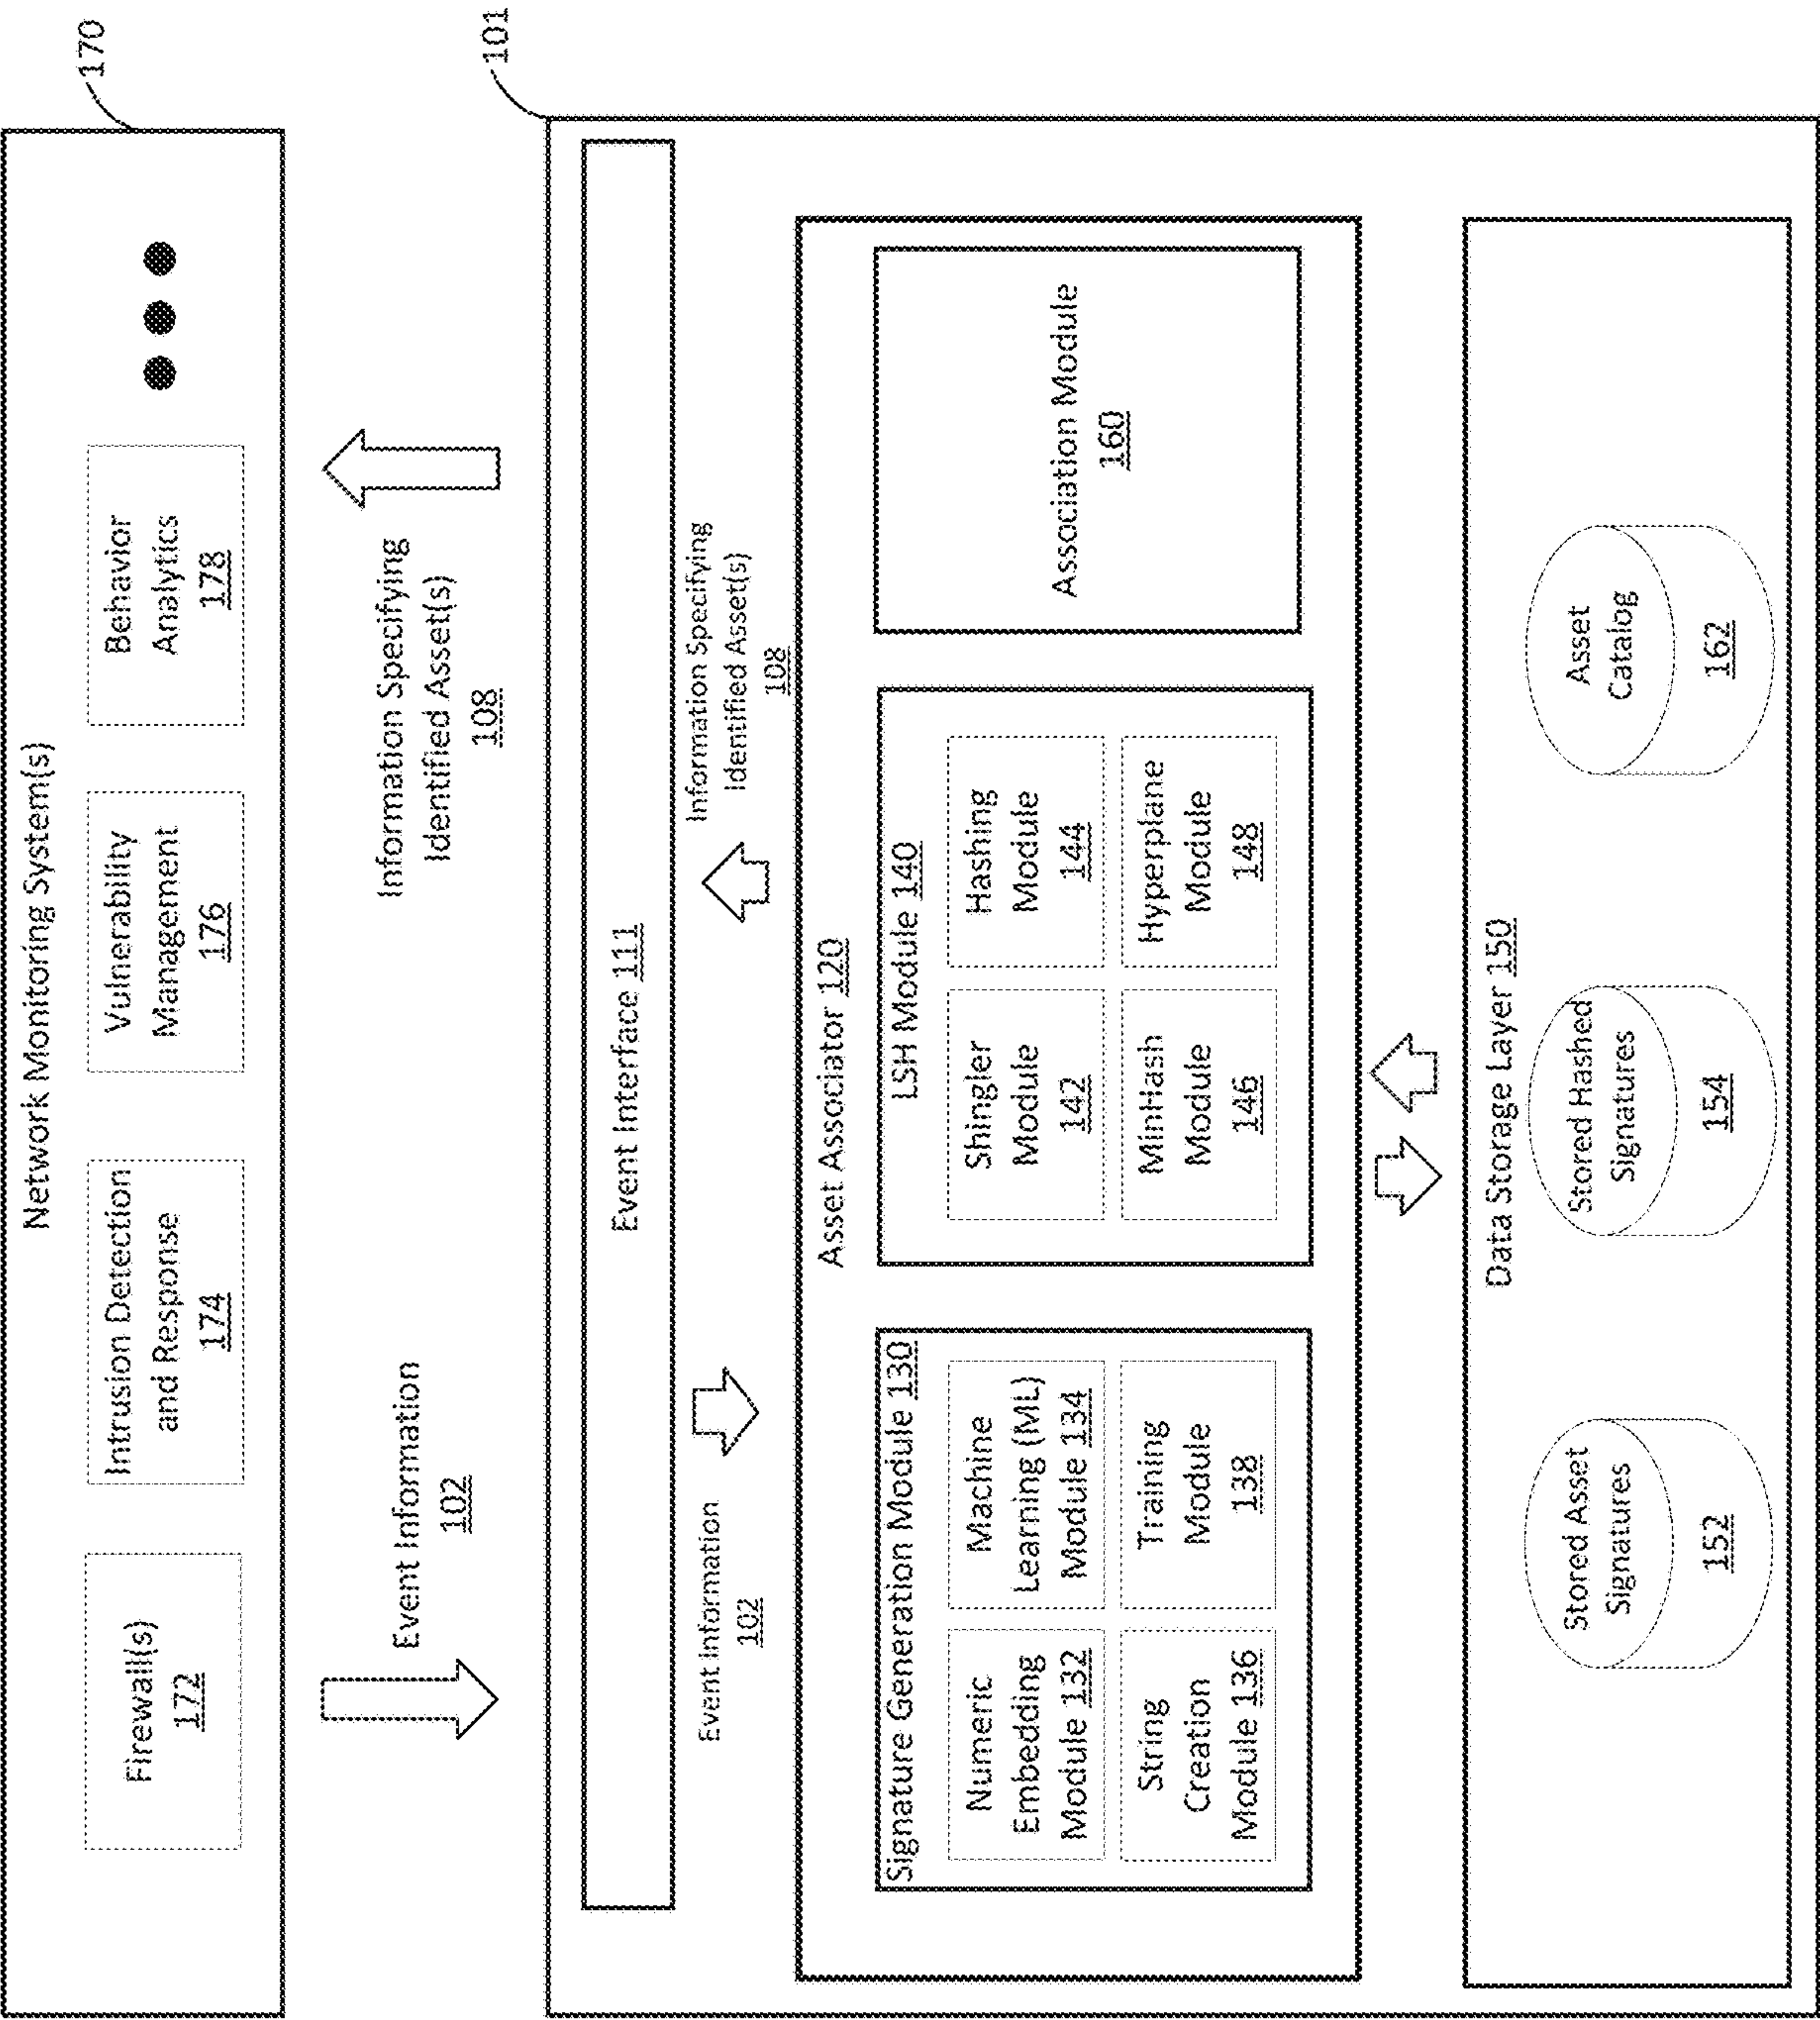 170
Network Monitoring System(s)
Firewall(s)
172
Intrusion Detection
and Response
174
Vulnerability
Management
176
Behavior
Analytics
178
Event Information
102
Information Specifying
Identified Asset(s)
108
101
Event Interface 111
Event Information
102
Information Specifying
Identified Asset(s)
108
Asset Associator 120
Signature Generation Module 130
Numeric
Embedding
Module 132
Machine
Learning (ML)
Module 134
String
Creation
Module 136
Training
Module
138
LSH Module 140
Shingler
Module
142
Hashing
Module
144
MinHash
Module
146
Hyperplane
Module
148
Association Module
160
Data Storage Layer 150
Stored Asset
Signatures
152
Stored Hashed
Signatures
154
Asset
Catalog
162